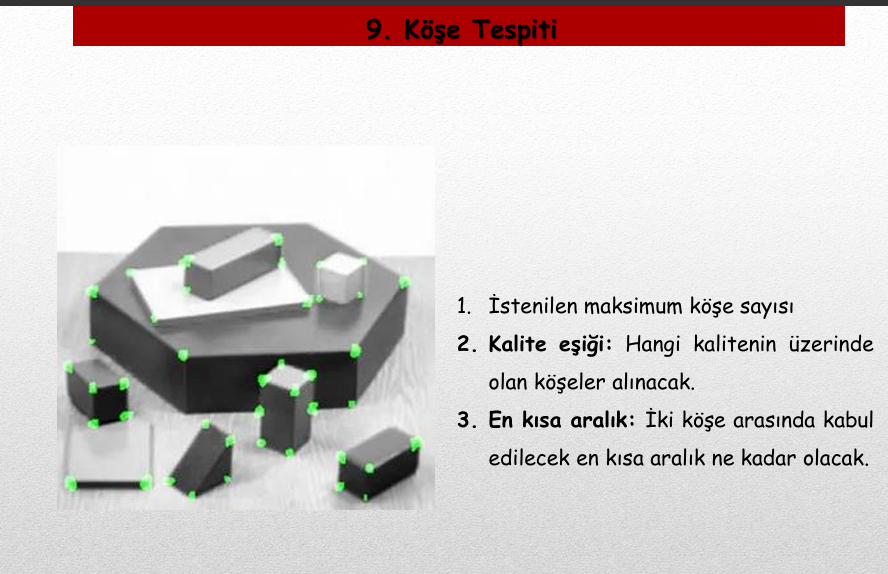 9. Köşe Tespiti
1. İstenilen maksimum köşe sayısı
2. Kalite eşiği: Hangi kalitenin üzerinde
olan köşeler alınacak.
3. En kısa aralık: İki köşe arasında kabul
edilecek en kısa aralık ne kadar olacak.